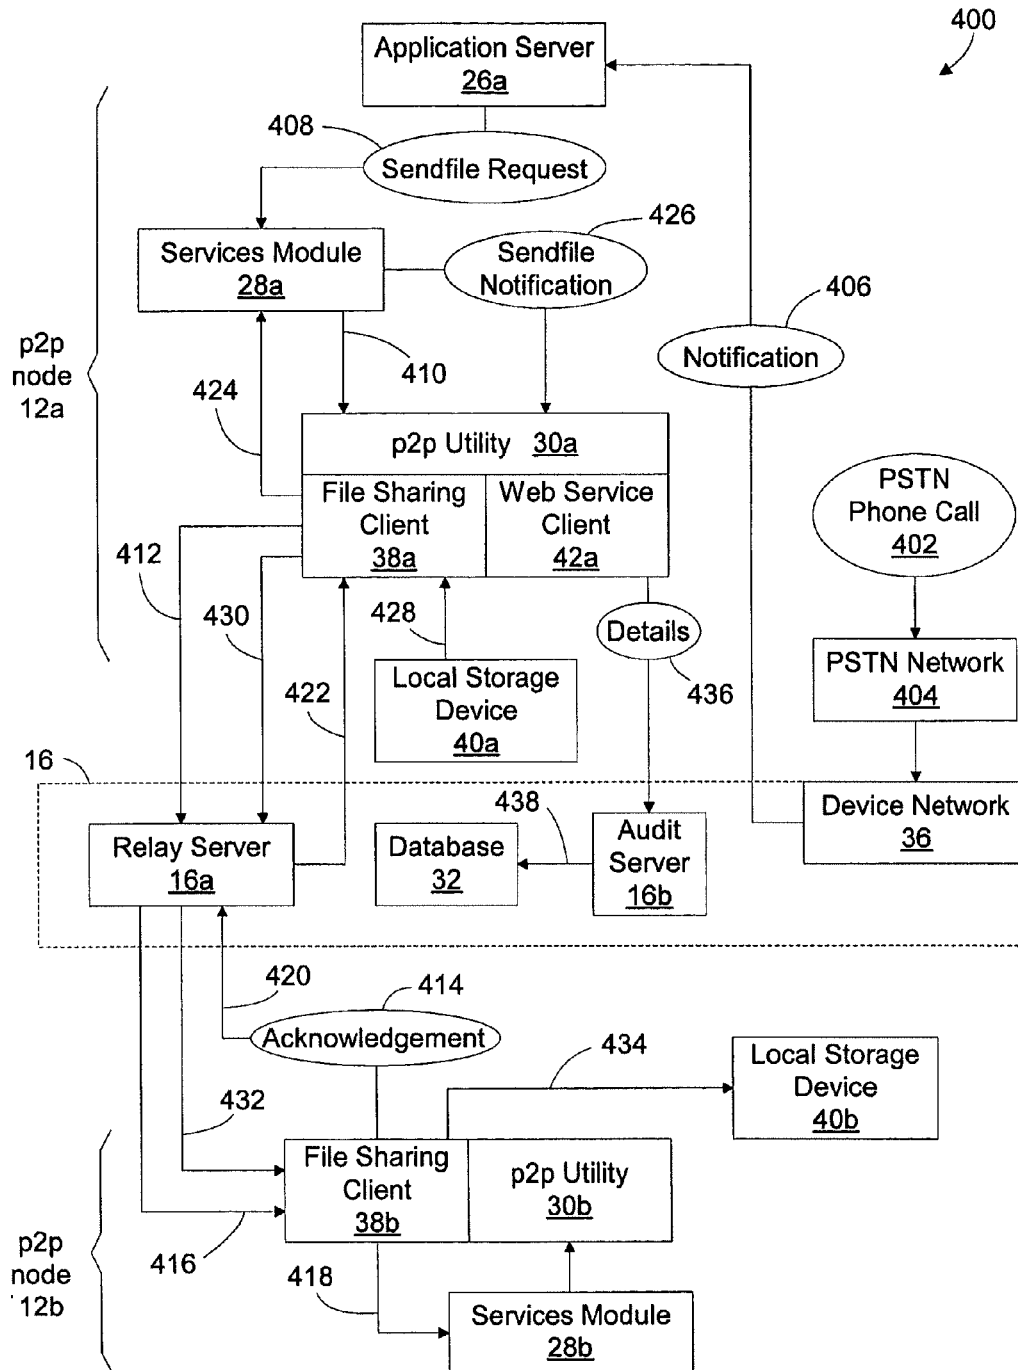 400
Application Server
26a
408
Sendfile Request
426
Services Module
28a
Sendfile
Notification
406
Notification
410
p2p
node
12a
424
p2p Utility 30a
File Sharing
Client
38a
Web Service
Client
42a
PSTN
Phone Call
402
412
430
428
Details
436
PSTN Network
404
422
Local Storage
Device
40a
16
Device Network
36
438
Relay Server
16a
Database
32
Audit
Server
16b
420
414
Acknowledgement
434
Local Storage
Device
40b
432
File Sharing
Client
38b
p2p Utility
30b
p2p
node
12b
416
418
Services Module
28b